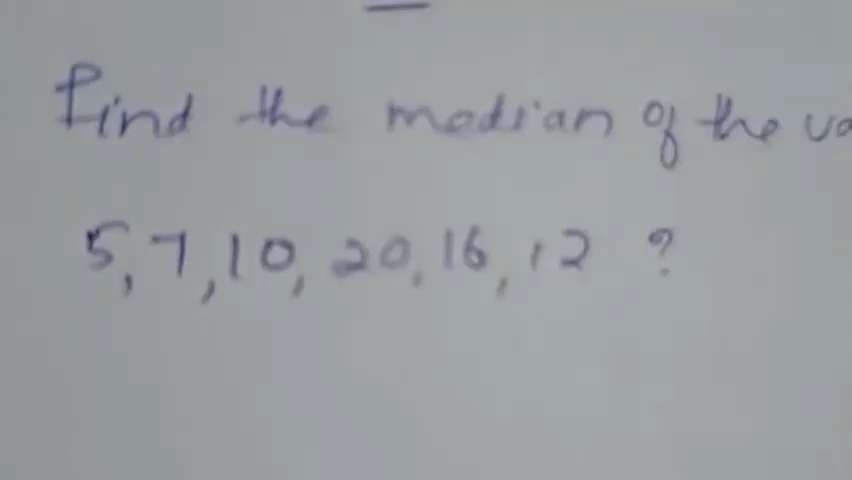 Find the median of the
5, 7, 10, 20, 16, 12 ?